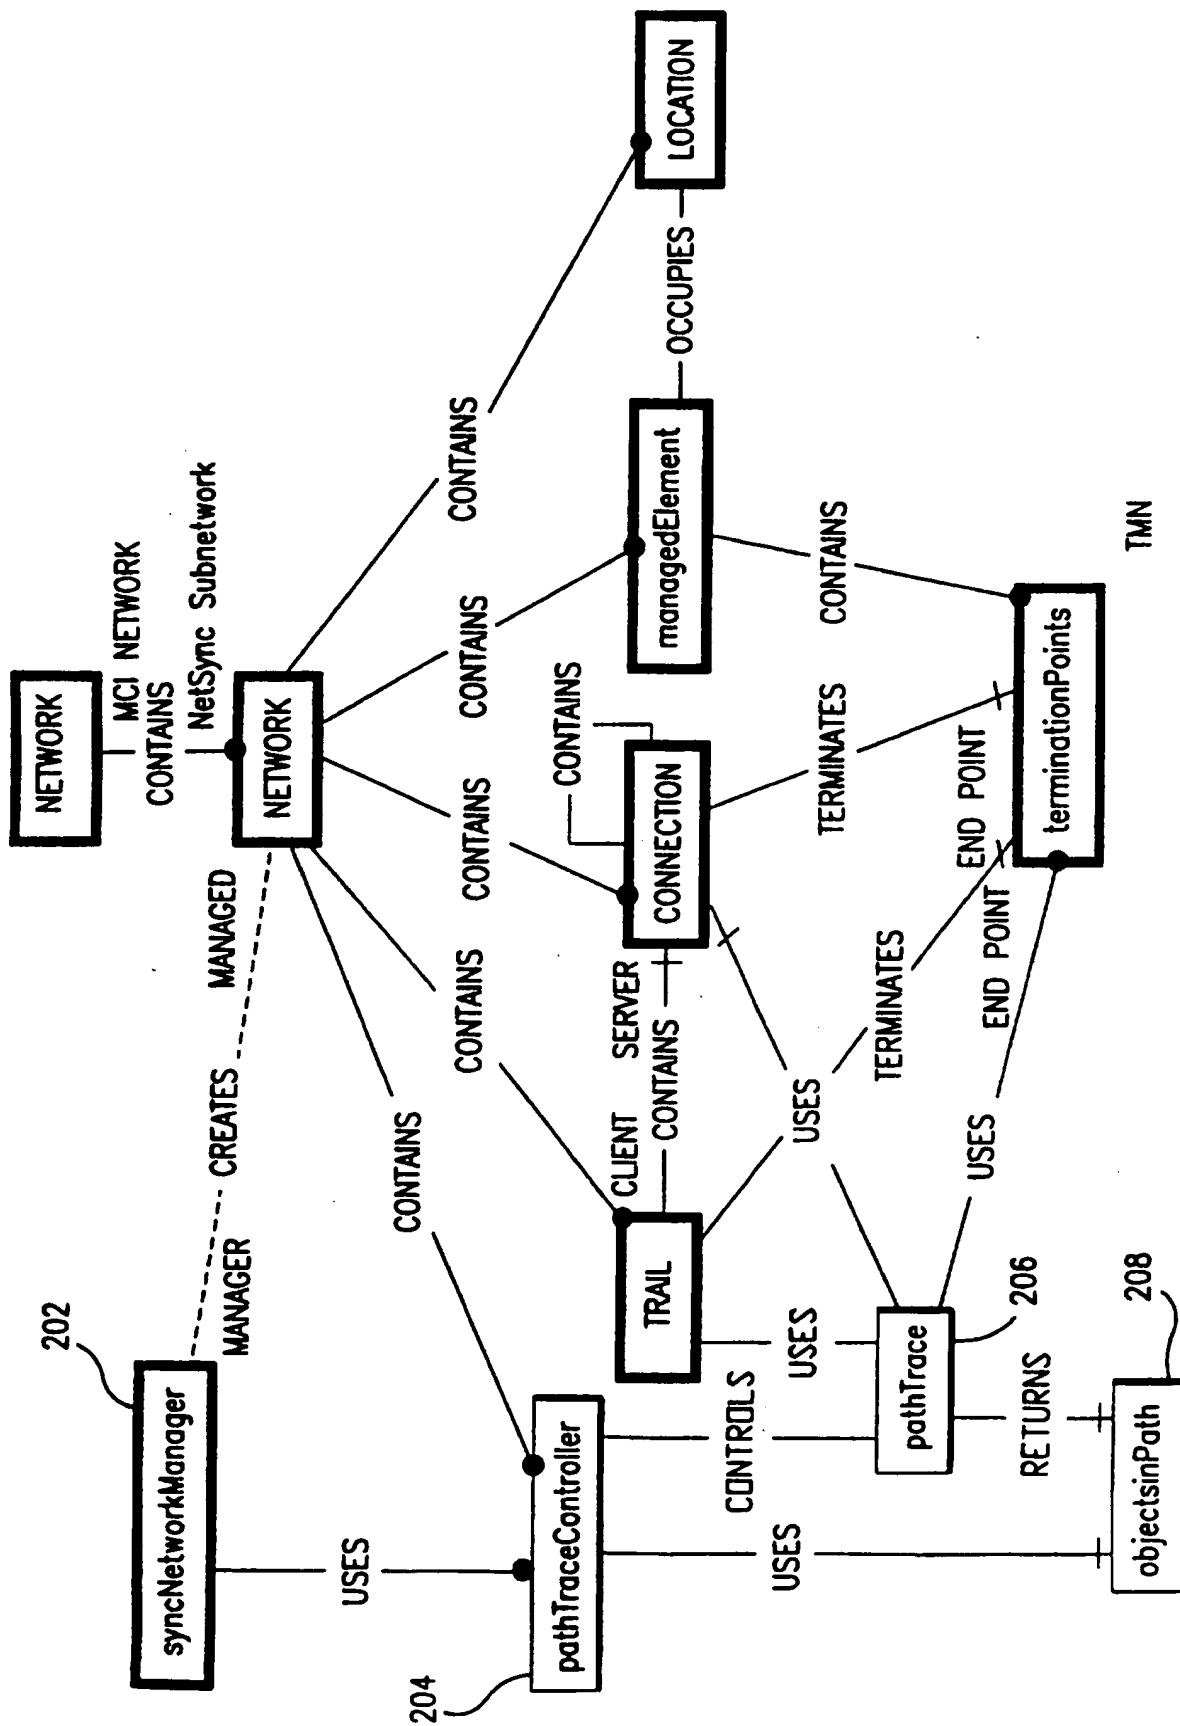 202
syncNetworkManager
MANAGER
CREATES
MANAGED
NETWORK
MCI NETWORK
CONTAINS
NetSync Subnetwork
NETWORK
USES
CONTAINS
CONTAINS
CONTAINS
CONTAINS
CONTAINS
204
pathTraceController
TRAIL
CLIENT
SERVER
CONTAINS
CONNECTION
CONTAINS
managedElement
OCCUPIES
LOCATION
CONTROLS
USES
USES
TERMINATES
TERMINATES
CONTAINS
USES
pathTrace
206
USES
END POINT
END POINT
terminationPoints
RETURNS
objectsinPath
208
TMN